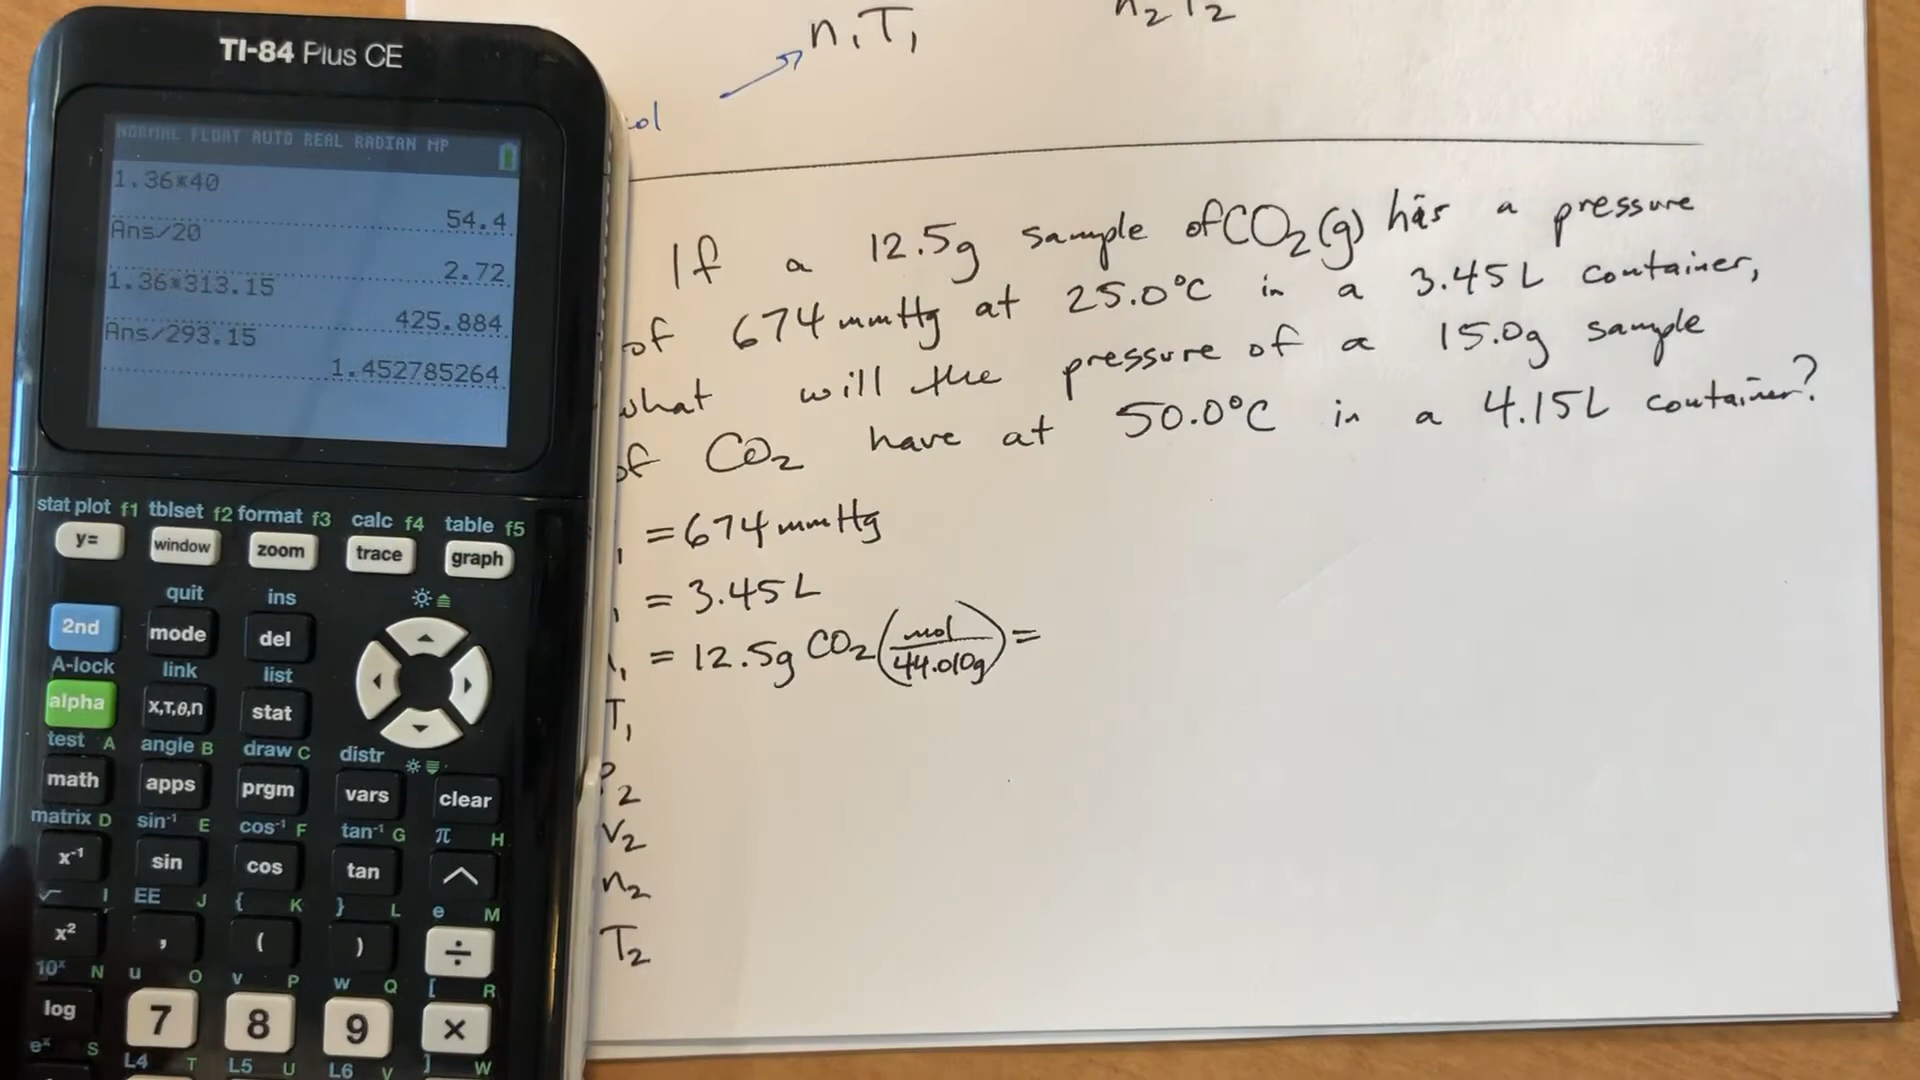 TI-84 Plus CE
NORMAL FLOAT AUTO REAL RADIAN MP
1.36*40
54.4
Ans/20
2.72
1.36*313.15
425.884
Ans/293.15
1.452785264
stat plot f1 tblset f2 format f3 calc f4 table f5
y= window zoom trace graph
quit ins
2nd mode del
A-lock link list
alpha x,T,θ,n stat
test A angle B draw C distr
math apps prgm vars clear
matrix D sin⁻¹ E cos⁻¹ F tan⁻¹ G π H
x⁻¹ sin cos tan ^
√ I EE J { K } L e M
x² , ( ) ÷
10ˣ N u O v P w Q [ R
log 7 8 9 ×
eˣ S L4 T L5 U L6 V ] W
n₁T₁ n₂T₂
ol
If a 12.5g sample of CO₂(g) has a pressure
of 674 mmHg at 25.0°C in a 3.45L container,
what will the pressure of a 15.0g sample
of CO₂ have at 50.0°C in a 4.15L container?
₁ = 674 mmHg
₁ = 3.45 L
₁ = 12.5g CO₂ (mol/44.010g) =
T₁
P₂
V₂
n₂
T₂